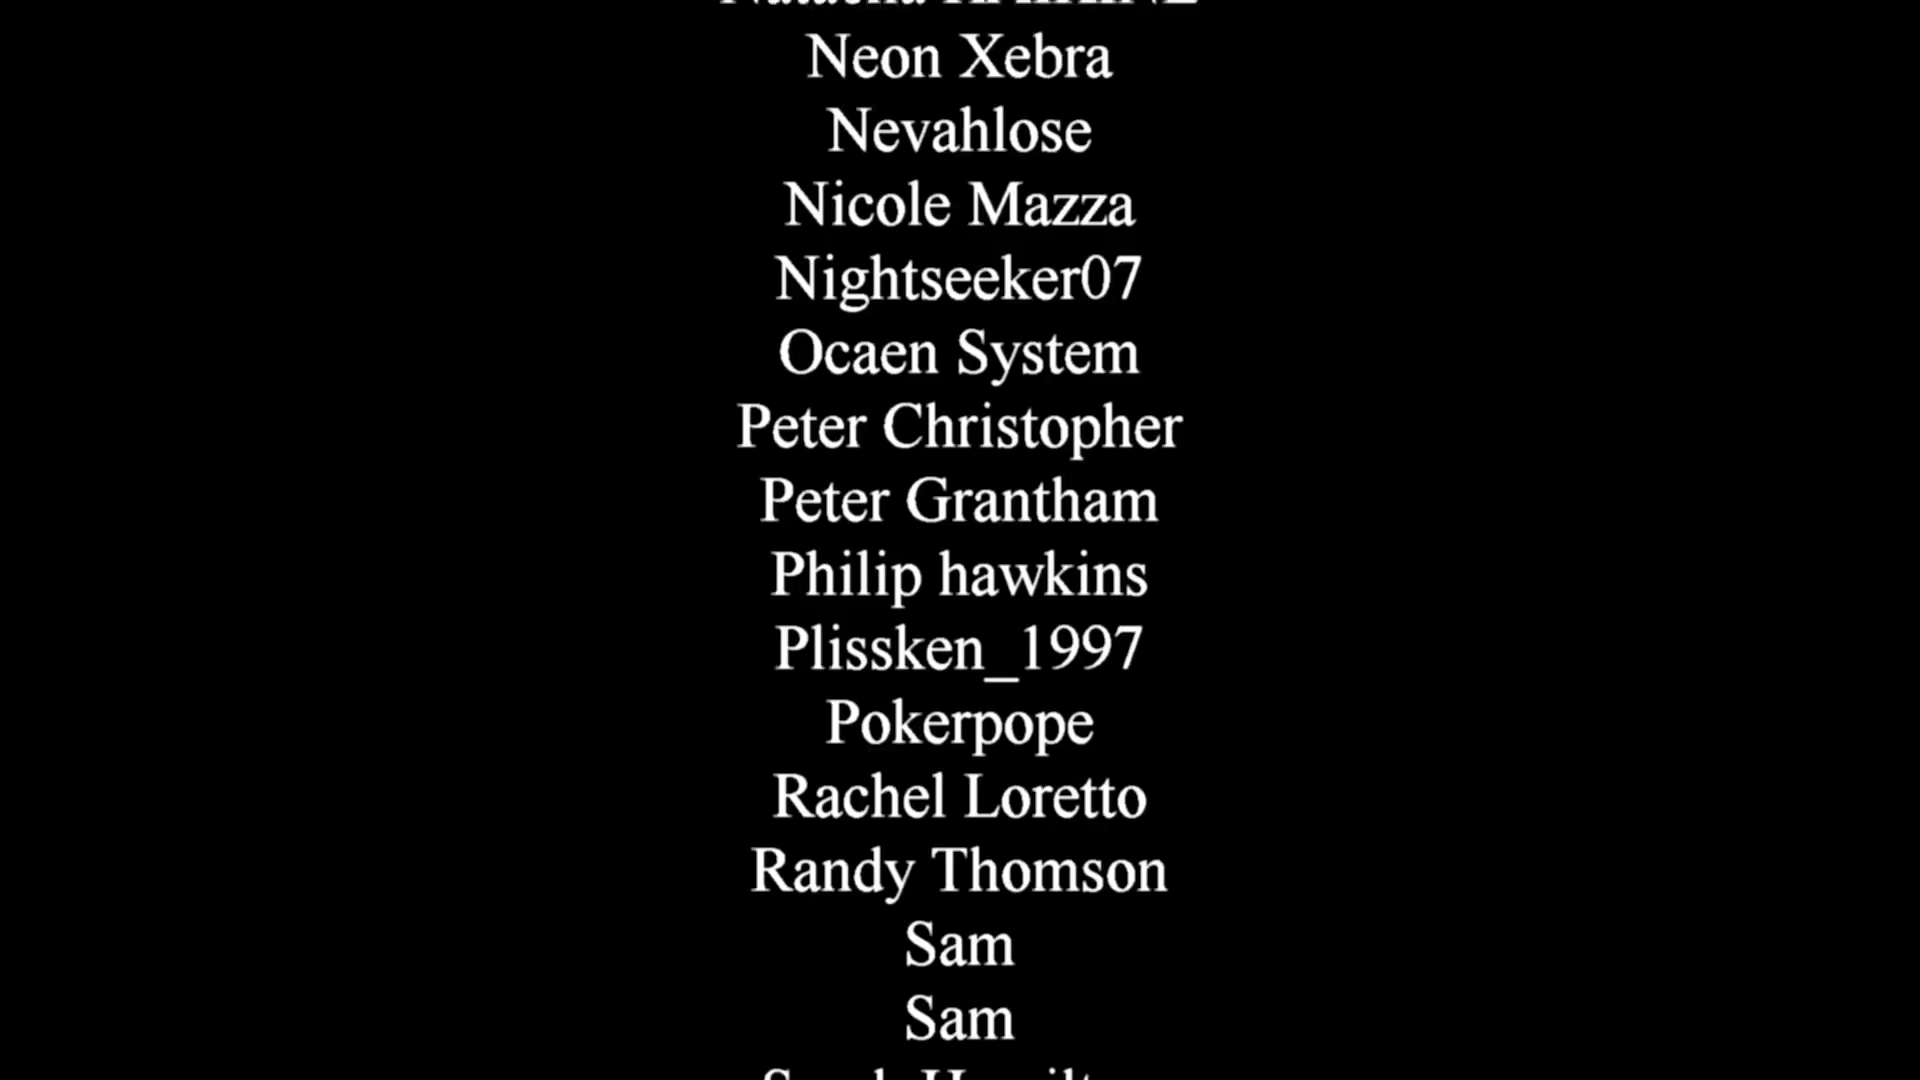 Neon Xebra
Nevahlose
Nicole Mazza
Nightseeker07
Ocaen System
Peter Christopher
Peter Grantham
Philip hawkins
Plissken_1997
Pokerpope
Rachel Loretto
Randy Thomson
Sam
Sam